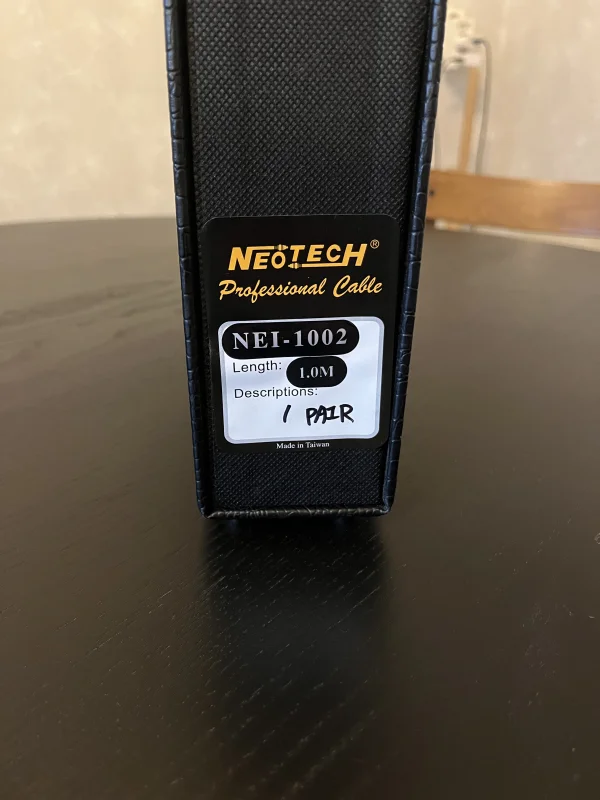 NEOTECH®
Professional Cable
NEI-1002
Length: 1.0M
Descriptions:
1 PAIR
Made in Taiwan